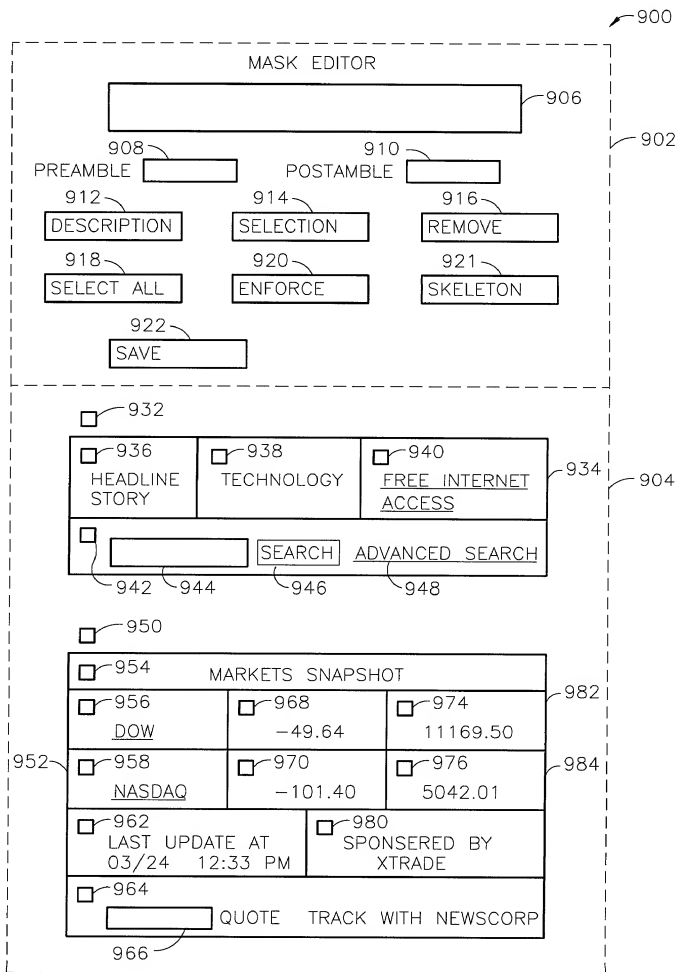 900
MASK EDITOR
906
902
908
910
PREAMBLE
POSTAMBLE
912
914
916
DESCRIPTION
SELECTION
REMOVE
918
920
921
SELECT ALL
ENFORCE
SKELETON
922
SAVE
932
936
938
940
934
904
HEADLINE
STORY
TECHNOLOGY
FREE INTERNET
ACCESS
SEARCH
ADVANCED SEARCH
942
944
946
948
950
954
MARKETS SNAPSHOT
956
968
974
982
DOW
-49.64
11169.50
952
958
970
976
984
NASDAQ
-101.40
5042.01
962
980
LAST UPDATE AT
03/24 12:33 PM
SPONSERED BY
XTRADE
964
QUOTE TRACK WITH NEWSCORP
966